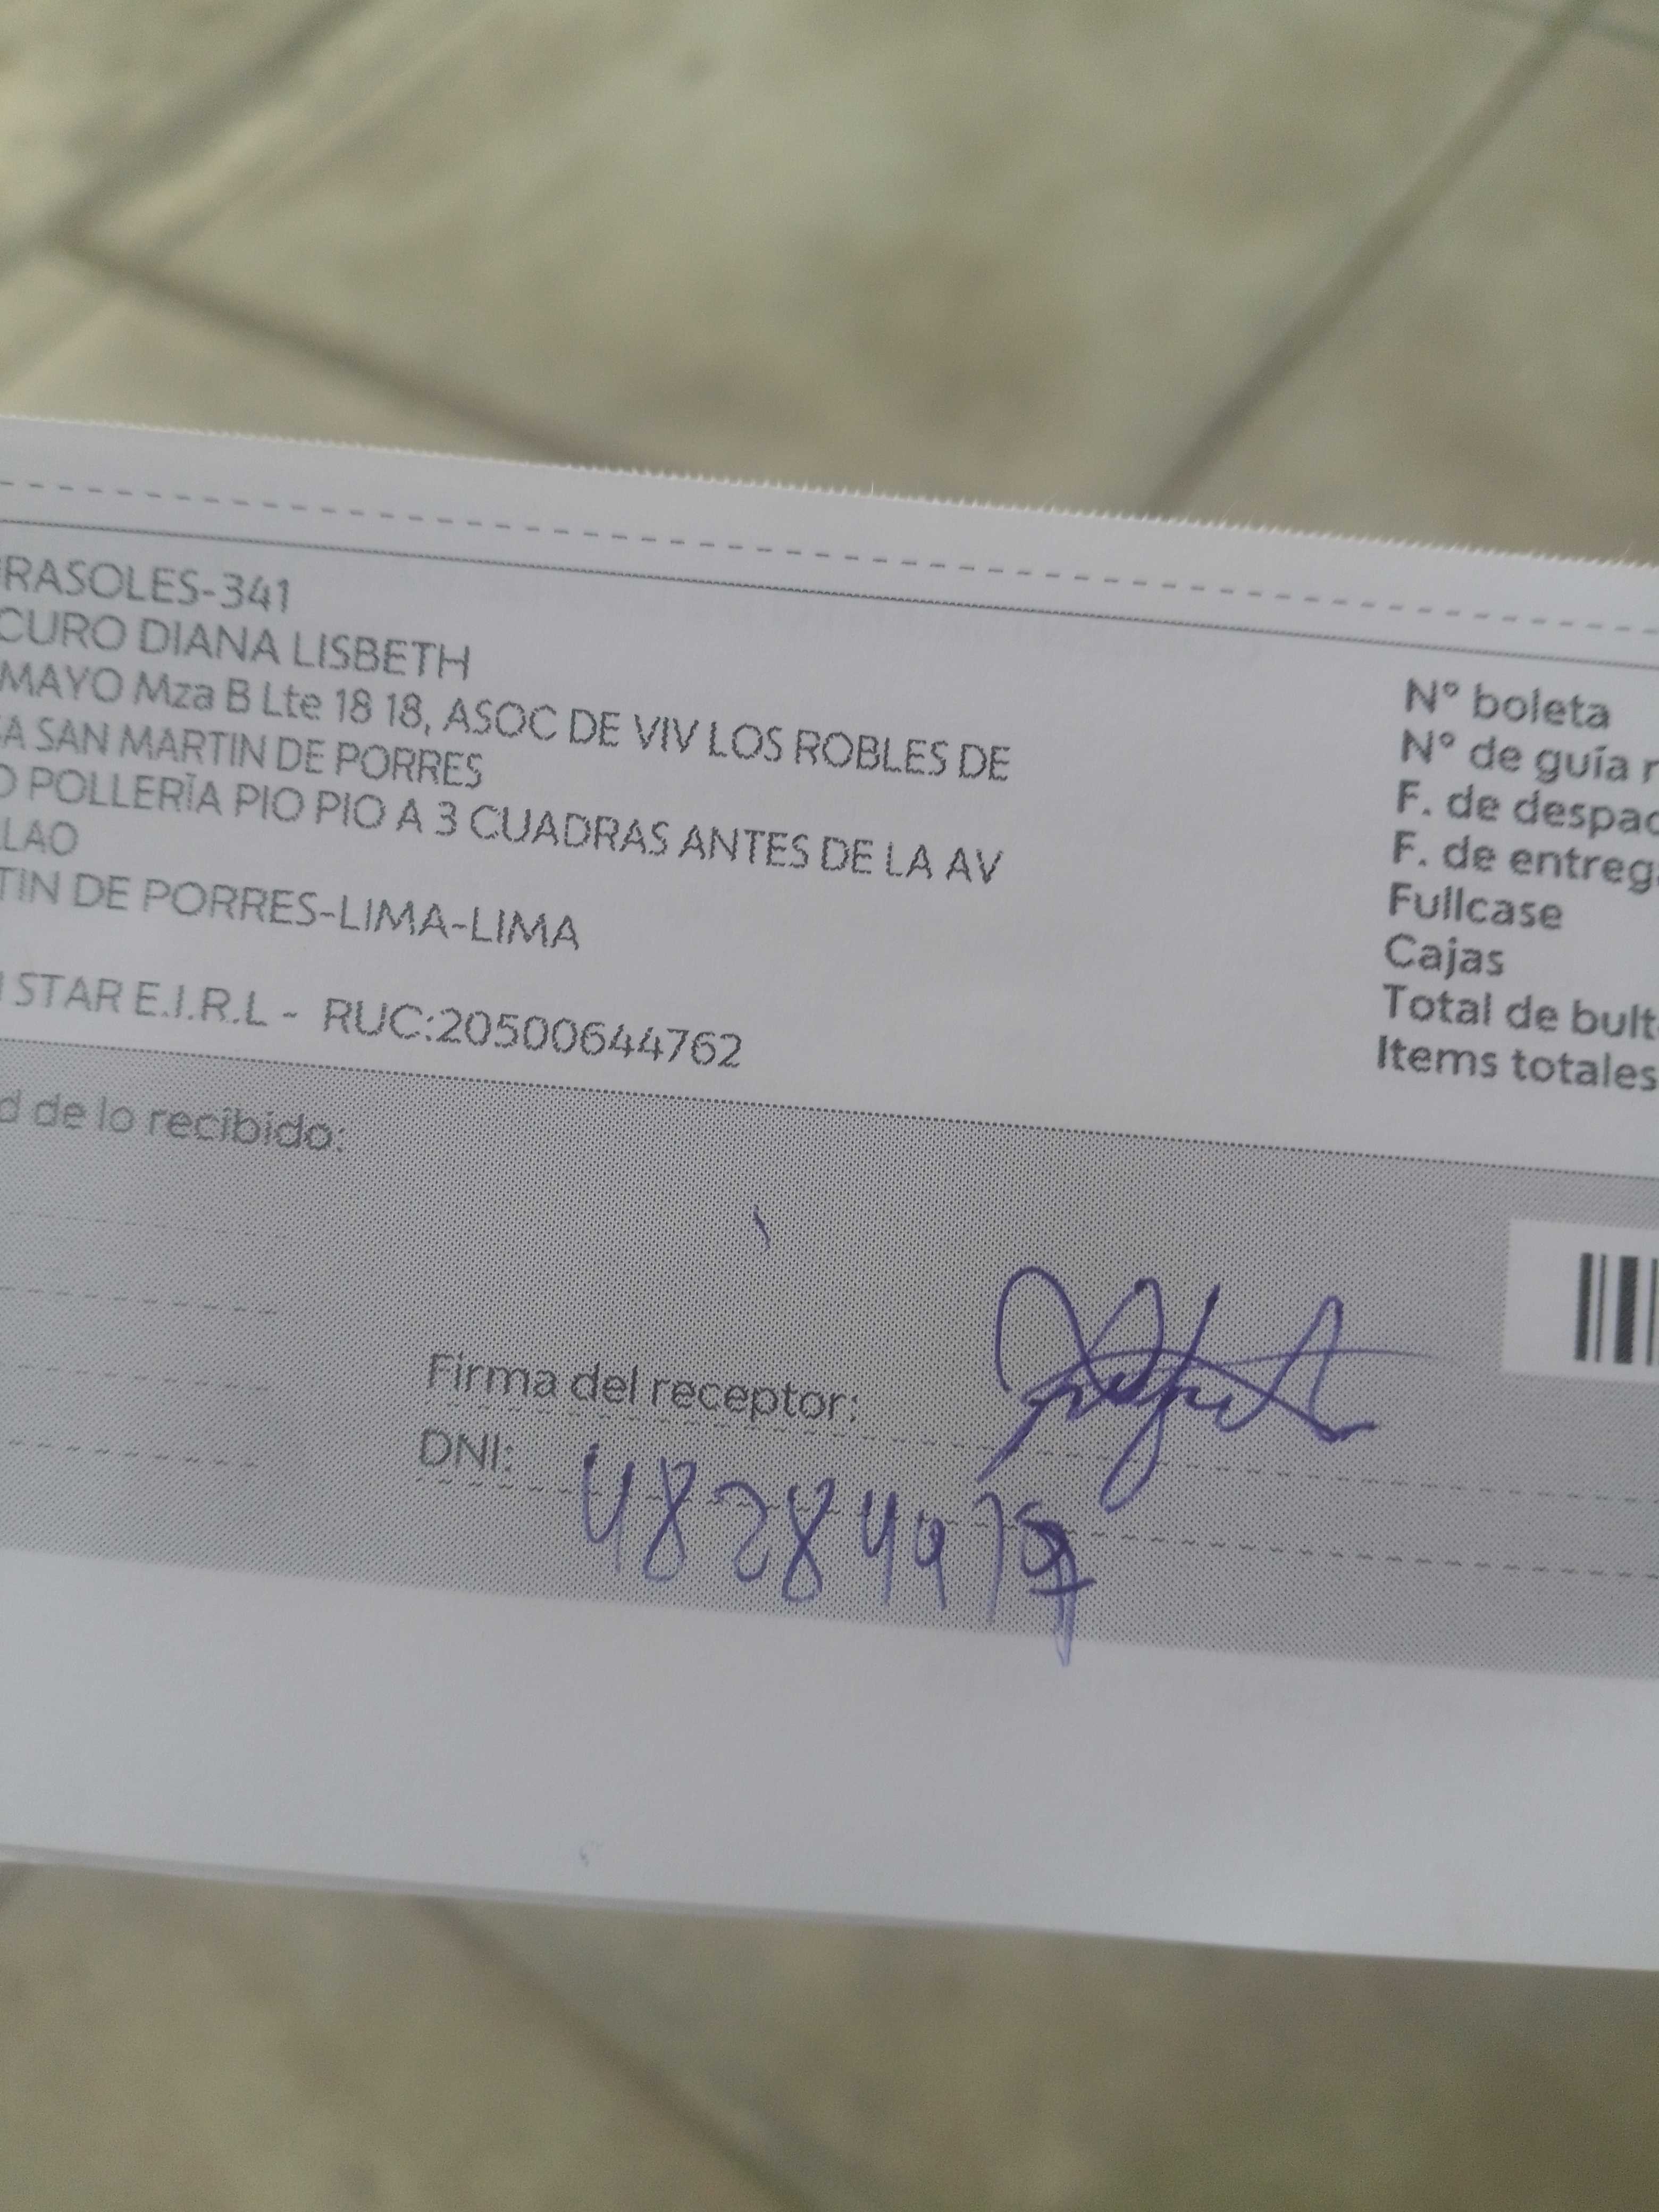 RASOLES-341
CURO DIANA LISBETH
MAYO Mza B Lte 18 18, ASOC DE VIV LOS ROBLES DE
A SAN MARTIN DE PORRES
O POLLERÏA PIO PIO A 3 CUADRAS ANTES DE LA AV
LAO
TIN DE PORRES-LIMA-LIMA
STAR E.I.R.L - RUC:20500644762
N° boleta
N° de guía r
F. de despac
F. de entreg
Fullcase
Cajas
Total de bult
Items totales
d de lo recibido:
Firma del receptor:
DNI: